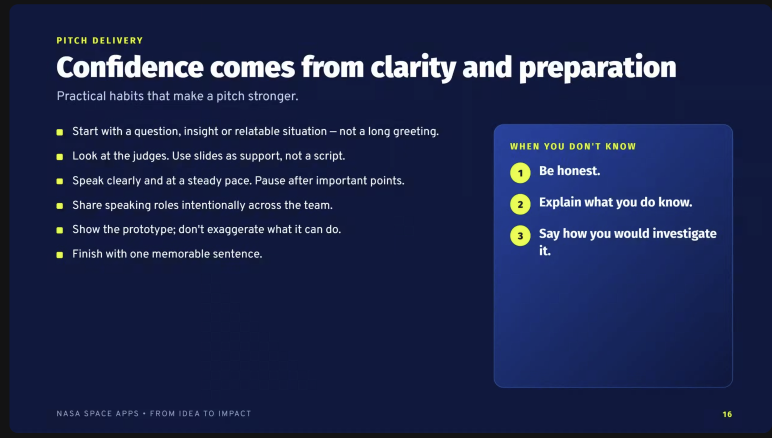 PITCH DELIVERY
Confidence comes from clarity and preparation
Practical habits that make a pitch stronger.
Start with a question, insight or relatable situation — not a long greeting.
Look at the judges. Use slides as support, not a script.
Speak clearly and at a steady pace. Pause after important points.
Share speaking roles intentionally across the team.
Show the prototype; don't exaggerate what it can do.
Finish with one memorable sentence.
WHEN YOU DON'T KNOW
1 Be honest.
2 Explain what you do know.
3 Say how you would investigate
it.
NASA SPACE APPS • FROM IDEA TO IMPACT
16